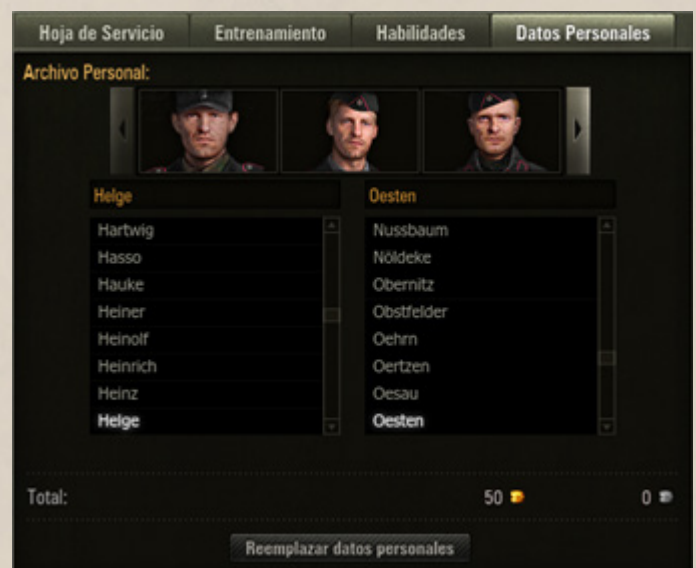 Hoja de Servicio Entrenamiento Habilidades Datos Personales
Archivo Personal:
Helge Oesten
Hartwig Nussbaum
Hasso Nöldeke
Hauke Obernitz
Heiner Obstfelder
Heinolf Oehrn
Heinrich Oertzen
Heinz Oesau
Helge Oesten
Total: 50 0
Reemplazar datos personales